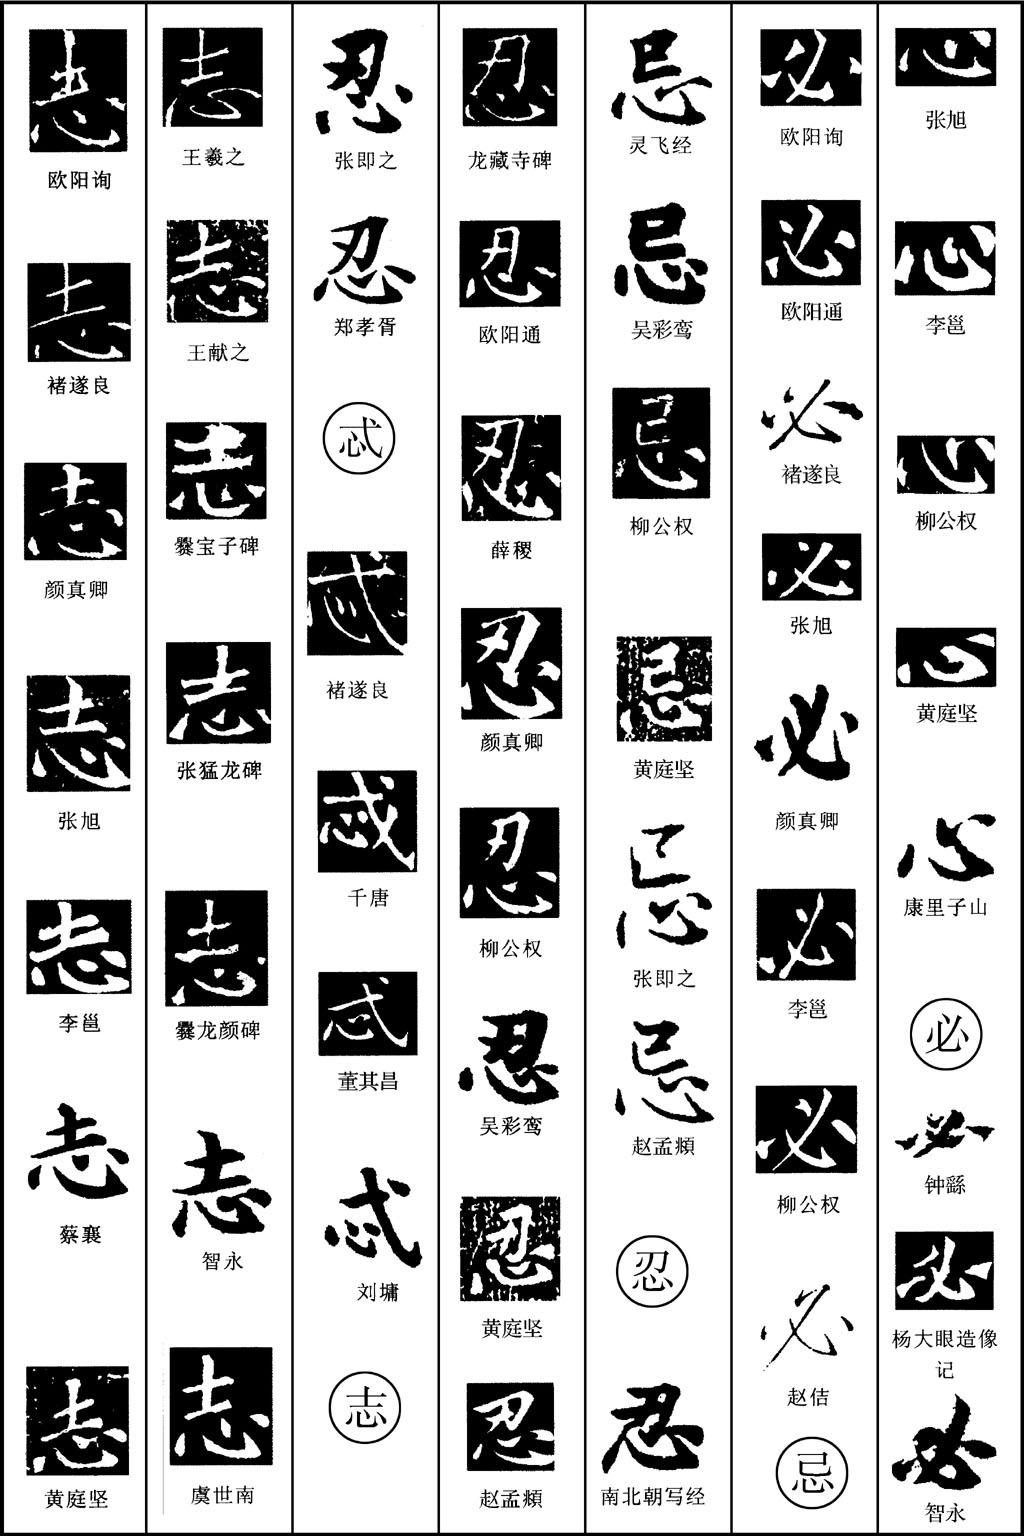 心
张旭
心
李邕
心
柳公权
心
黄庭坚
心
康里子山
必
必
钟繇
必
杨大眼造像
记
必
智永
必
欧阳询
必
欧阳通
必
褚遂良
必
张旭
必
颜真卿
必
李邕
必
柳公权
必
赵佶
忌
忌
灵飞经
忌
吴彩鸾
忌
柳公权
忌
黄庭坚
忌
张即之
忌
赵孟頫
忍
忍
南北朝写经
忍
龙藏寺碑
忍
欧阳通
忍
薛稷
忍
颜真卿
忍
柳公权
忍
吴彩鸾
忍
黄庭坚
忍
赵孟頫
忍
张即之
忍
郑孝胥
忒
忒
褚遂良
忒
千唐
忒
董其昌
忒
刘墉
志
志
王羲之
志
王献之
志
爨宝子碑
志
张猛龙碑
志
爨龙颜碑
志
智永
志
虞世南
志
欧阳询
志
褚遂良
志
颜真卿
志
张旭
志
李邕
志
蔡襄
志
黄庭坚